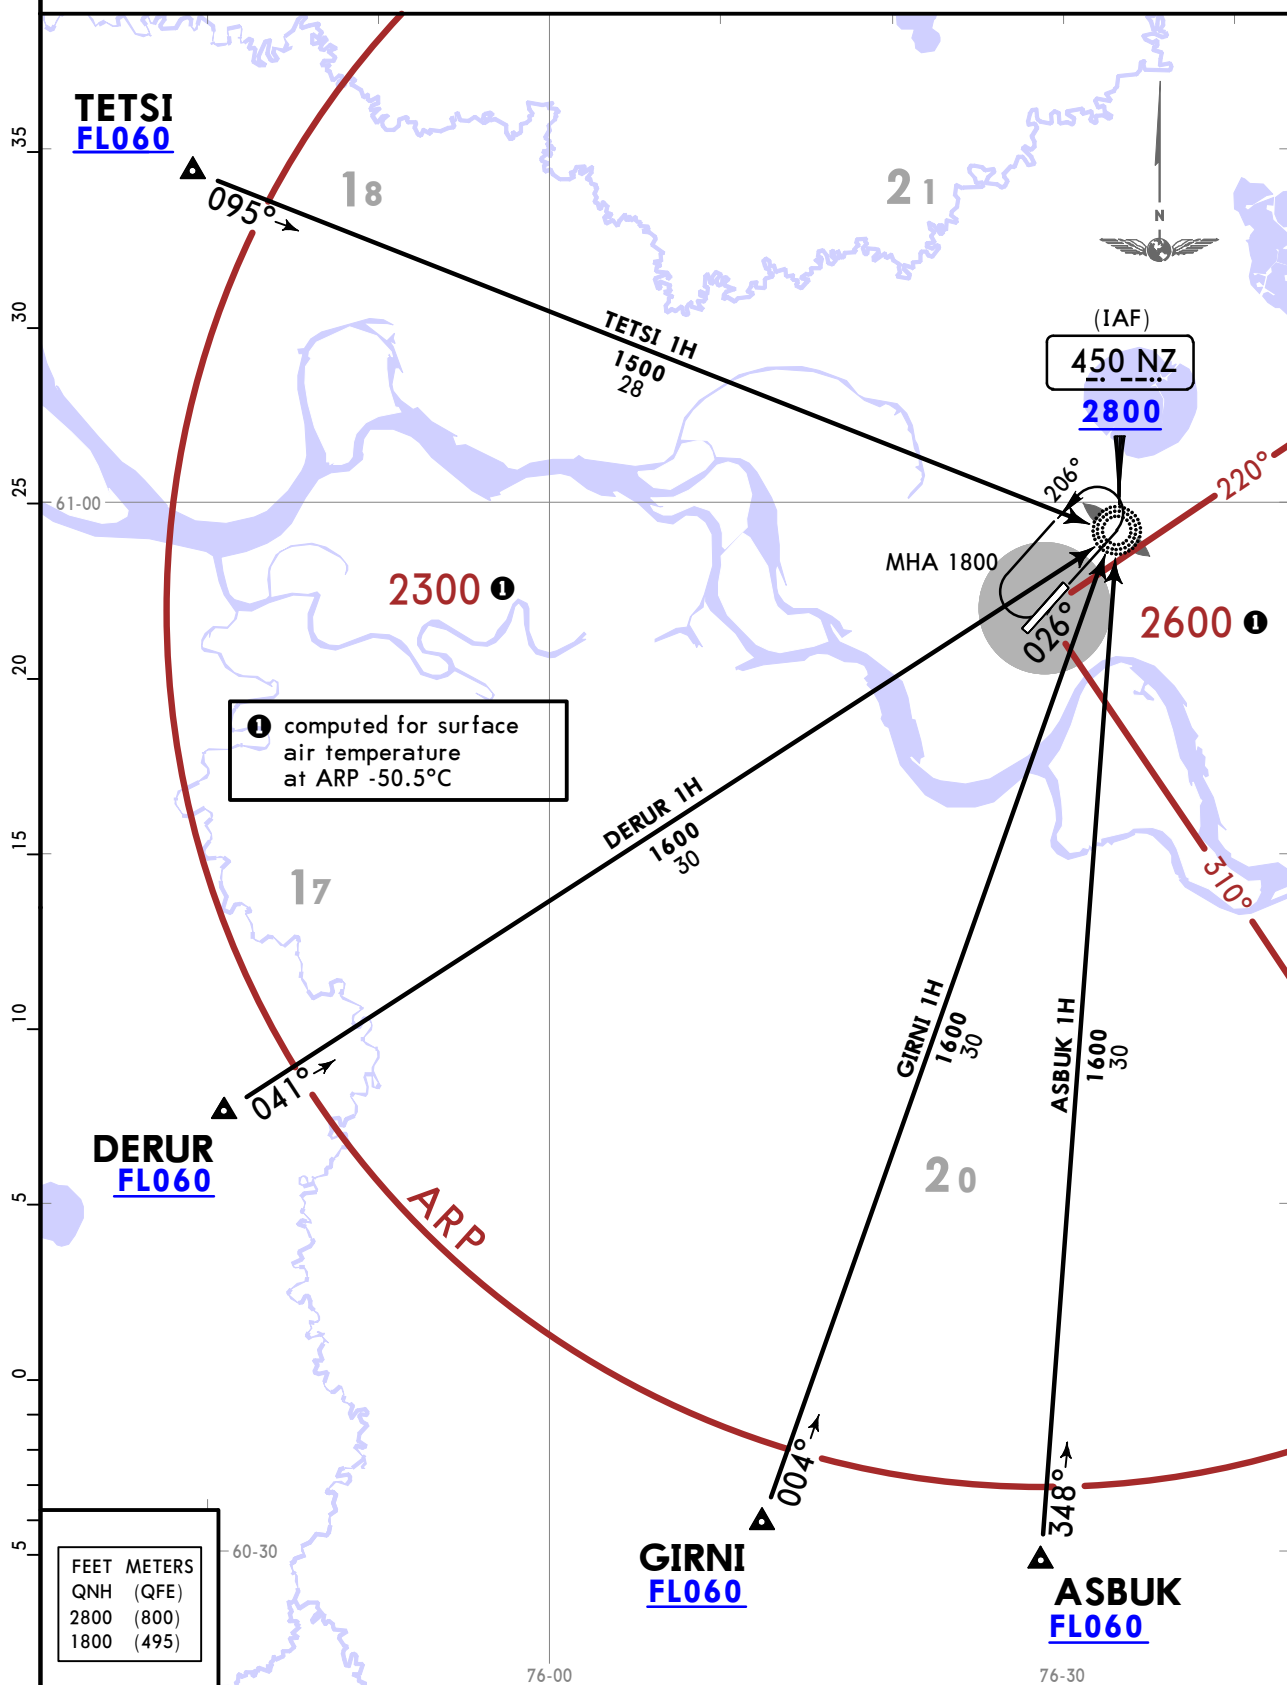 TETSI
FL060
095°
18
21
N
(IAF)
450 NZ
2800
TETSI 1H
1500
28
206°
220°
61-00
MHA 1800
2300 1
2600 1
026°
1 computed for surface
air temperature
at ARP -50.5°C
DERUR 1H
1600
30
310°
17
GIRNI 1H
1600
30
ASBUK 1H
1600
30
041°
DERUR
FL060
20
ARP
004°
348°
GIRNI
FL060
ASBUK
FL060
60-30
FEET METERS
QNH (QFE)
2800 (800)
1800 (495)
76-00
76-30
35
30
25
20
15
10
5
0
5